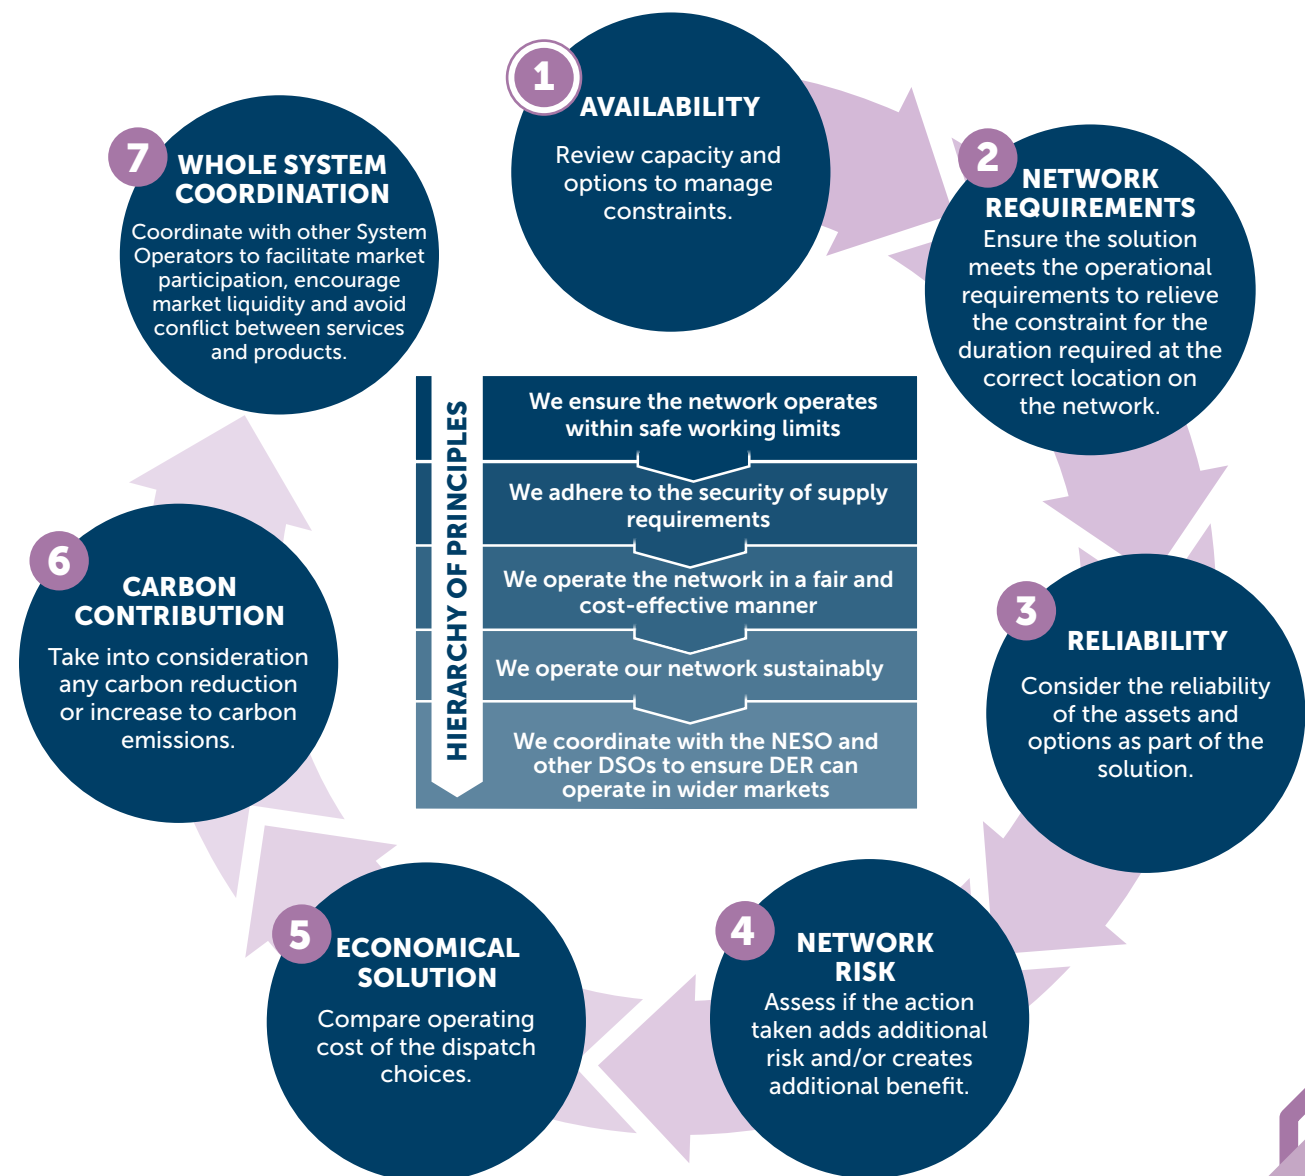 1
AVAILABILITY
Review capacity and
options to manage
constraints.
2
NETWORK
REQUIREMENTS
Ensure the solution
meets the operational
requirements to relieve
the constraint for the
duration required at the
correct location on
the network.
3
RELIABILITY
Consider the reliability
of the assets and
options as part of the
solution.
4
NETWORK
RISK
Assess if the action
taken adds additional
risk and/or creates
additional benefit.
5
ECONOMICAL
SOLUTION
Compare operating
cost of the dispatch
choices.
6
CARBON
CONTRIBUTION
Take into consideration
any carbon reduction
or increase to carbon
emissions.
7
WHOLE SYSTEM
COORDINATION
Coordinate with other System
Operators to facilitate market
participation, encourage
market liquidity and avoid
conflict between services
and products.
HIERARCHY OF PRINCIPLES
We ensure the network operates
within safe working limits
We adhere to the security of supply
requirements
We operate the network in a fair and
cost-effective manner
We operate our network sustainably
We coordinate with the NESO and
other DSOs to ensure DER can
operate in wider markets